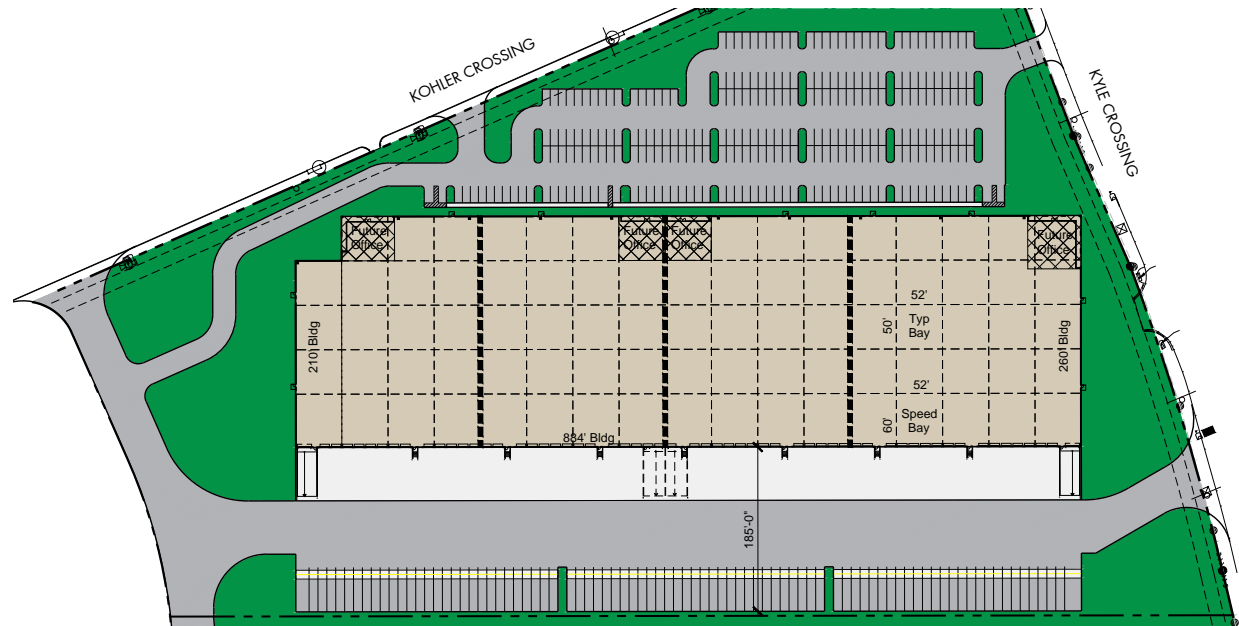 KOHLER CROSSING
KYLE CROSSING
Future
Office
Future
Office
Future
Office
Future
Office
52'
50'
Typ
Bay
210' Bldg
260' Bldg
52'
60'
Speed
Bay
884' Bldg
185'-0"